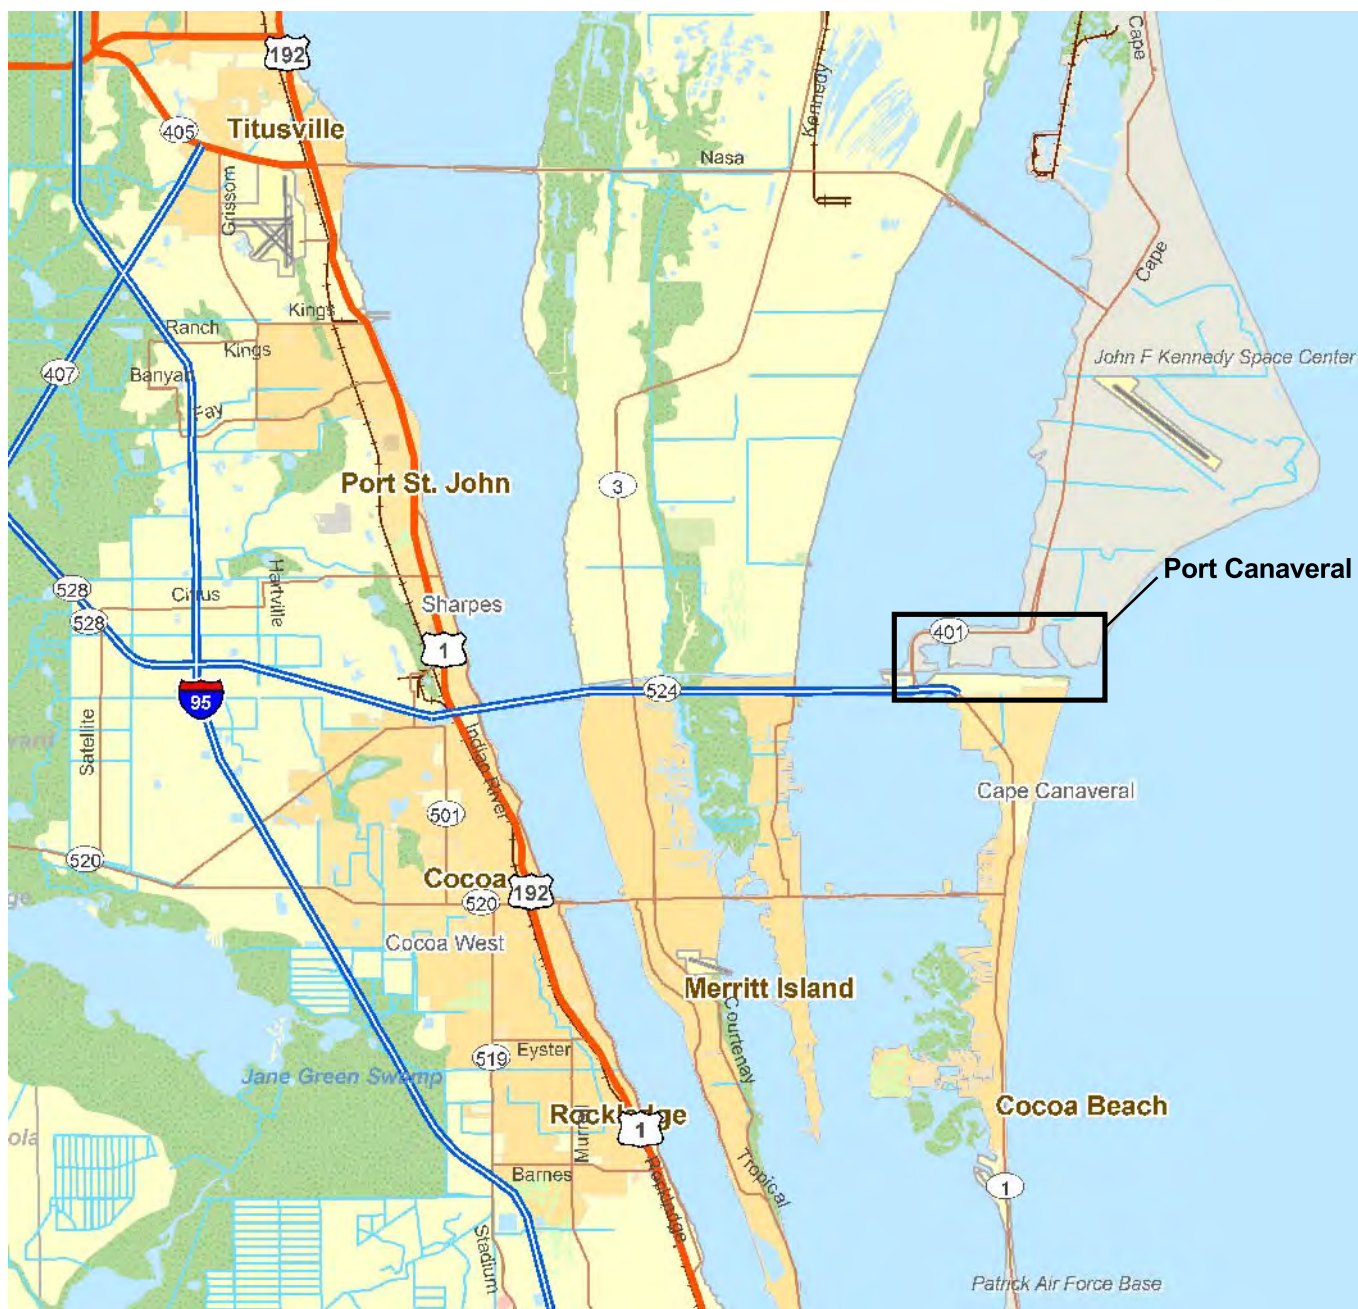 Cape
192
405
Titusville
Kennedy
Nasa
Grissom
Cape
Kings
Ranch
Kings
John F Kennedy Space Center
407
Banyan
Fay
Port St. John
3
Hartville
Port Canaveral
528
Citrus
Sharpes
528
401
1
524
95
Satellite
Indian River
Cape Canaveral
501
520
Cocoa
192
520
Cocoa West
Merritt Island
Courtenay
Eyster
519
Jane Green Swamp
Cocoa Beach
Rockledge
1
Murrell
Barnes
Tropical
Rockledge
1
Stadium
Patrick Air Force Base